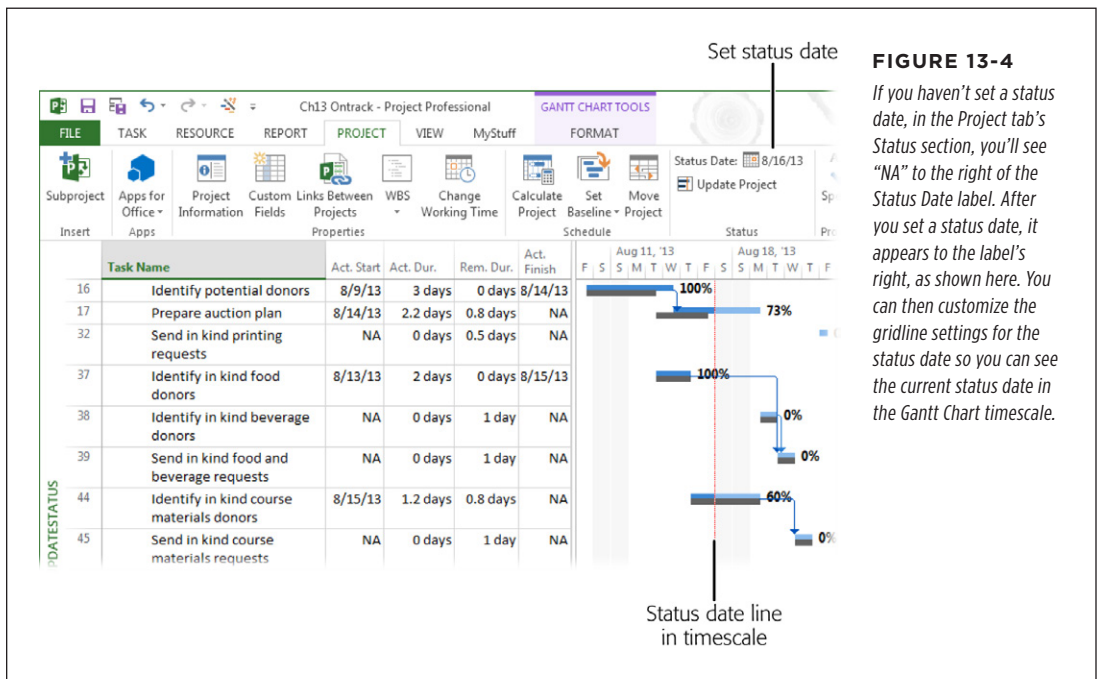 Set status date
FIGURE 13-4
If you haven’t set a status
date, in the Project tab’s
Status section, you’ll see
“NA” to the right of the
Status Date label. After
you set a status date, it
appears to the label’s
right, as shown here. You
can then customize the
gridline settings for the
status date so you can see
the current status date in
the Gantt Chart timescale.
Ch13 Ontrack - Project Professional GANTT CHART TOOLS
FILE TASK RESOURCE REPORT PROJECT VIEW MyStuff FORMAT
Subproject
Apps for
Office
Project
Information
Custom
Fields
Links Between
Projects
WBS
Change
Working Time
Calculate
Project
Set
Baseline
Move
Project
Status Date: 8/16/13
Update Project
Sp
Insert Apps Properties Schedule Status Pr
Aug 11, '13 Aug 18, '13
Task Name Act. Start Act. Dur. Rem. Dur. Act. Finish F S S M T W T F S S M T W T F
16 Identify potential donors 8/9/13 3 days 0 days 8/14/13 100%
17 Prepare auction plan 8/14/13 2.2 days 0.8 days NA 73%
32 Send in kind printing requests NA 0 days 0.5 days NA
37 Identify in kind food donors 8/13/13 2 days 0 days 8/15/13 100%
38 Identify in kind beverage donors NA 0 days 1 day NA 0%
39 Send in kind food and beverage requests NA 0 days 1 day NA 0%
44 Identify in kind course materials donors 8/15/13 1.2 days 0.8 days NA 60%
45 Send in kind course materials requests NA 0 days 1 day NA 0%
PDATESTATUS
Status date line
in timescale